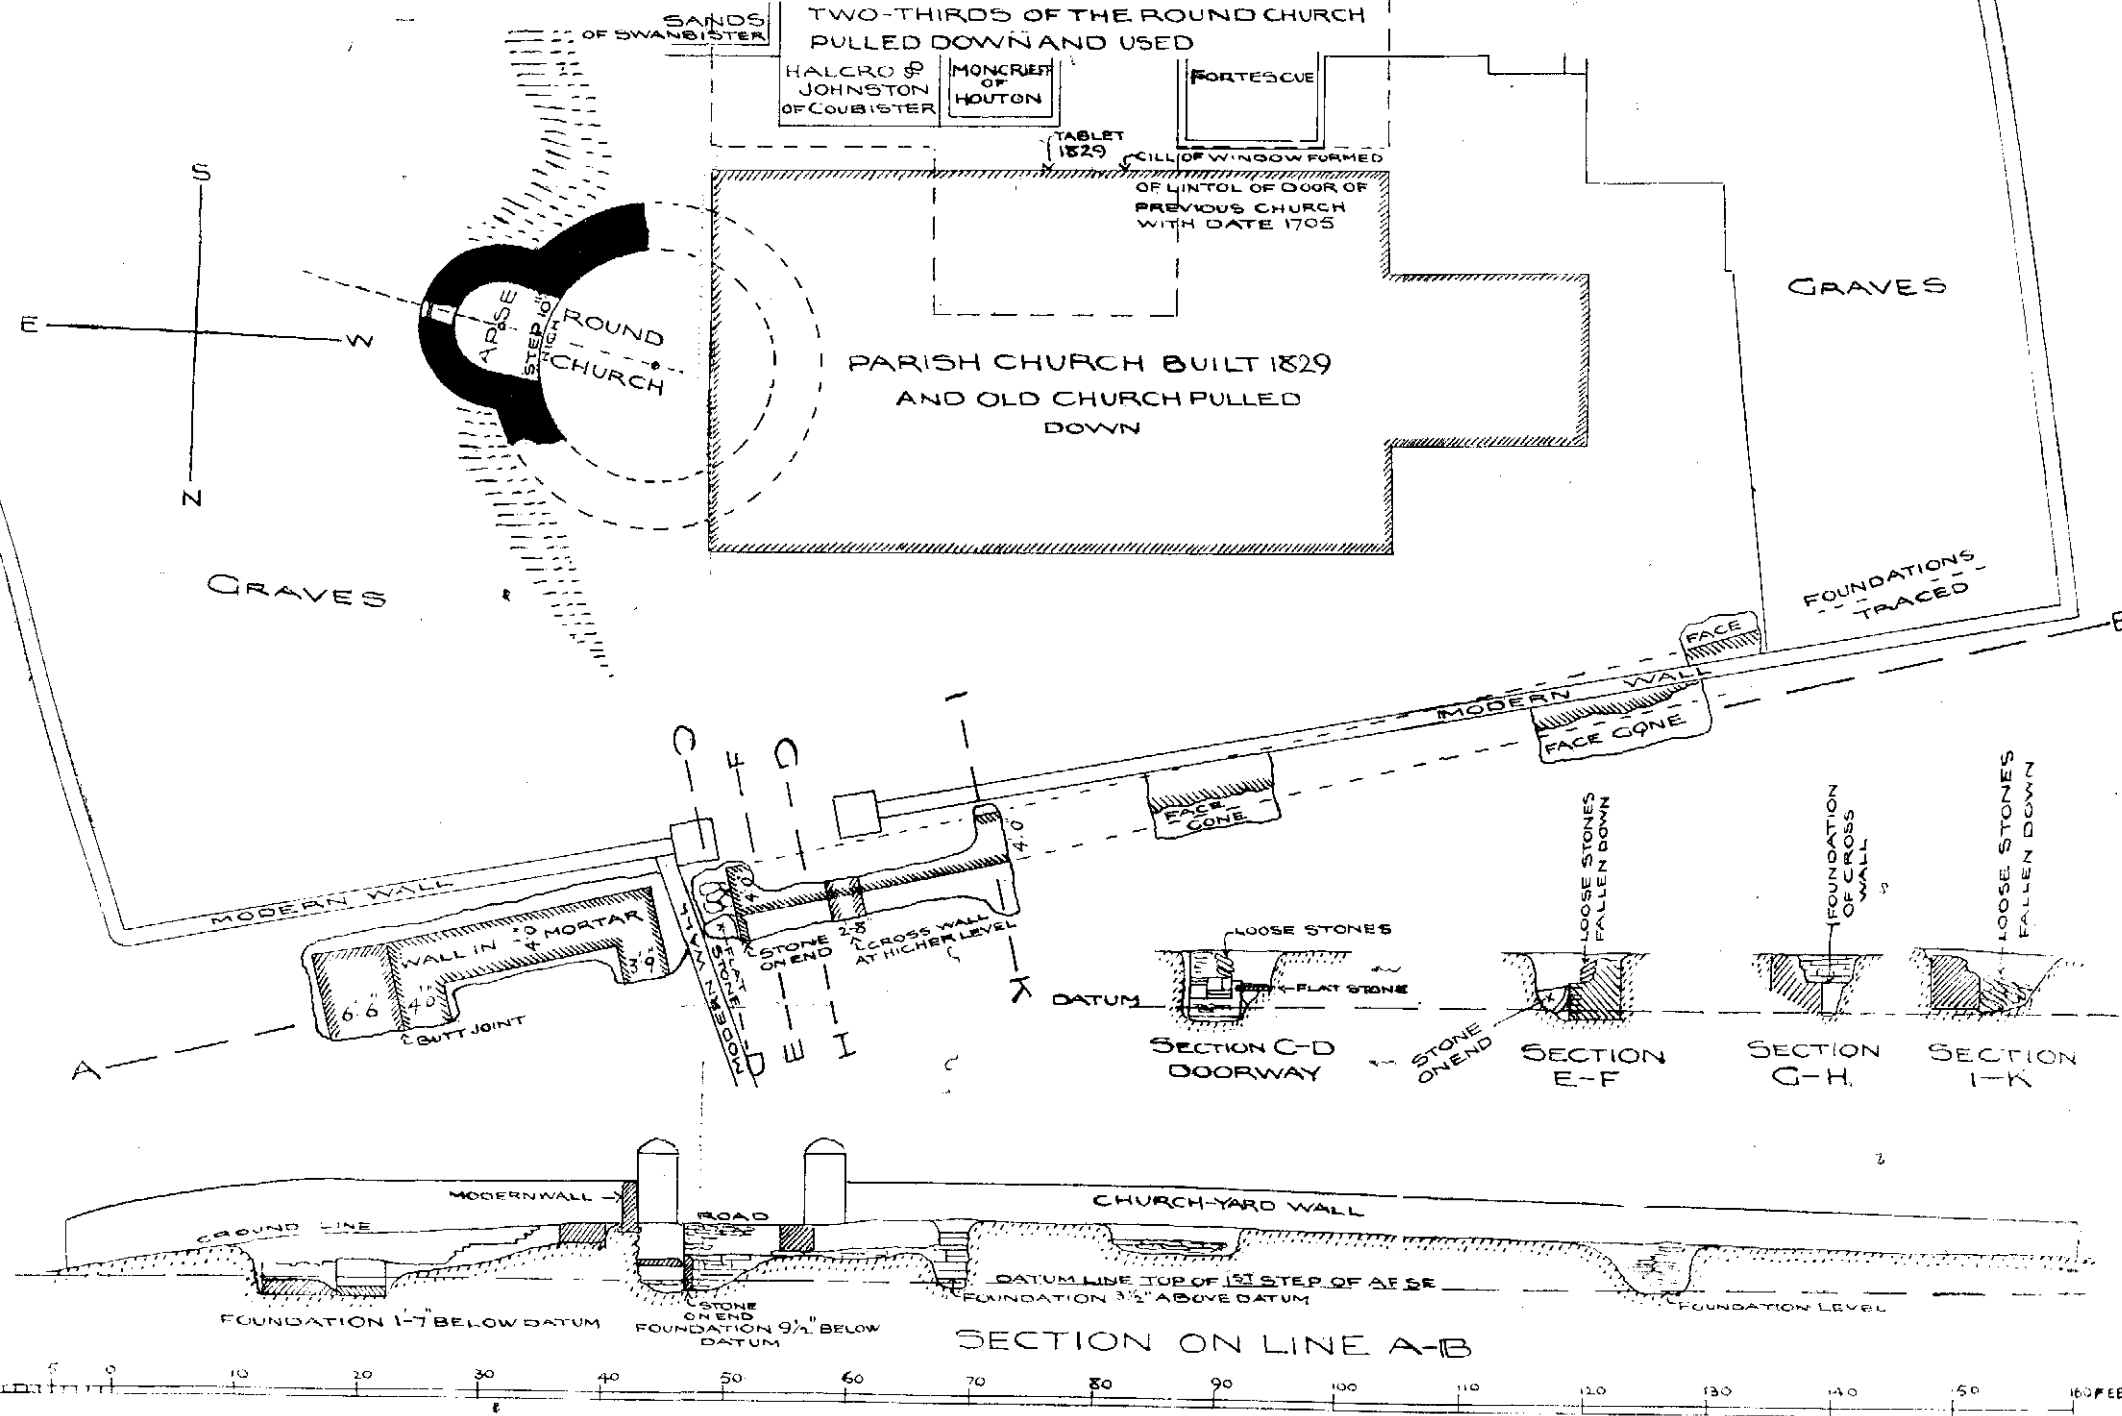 SANDS
OF SWANBISTER
TWO-THIRDS OF THE ROUND CHURCH
PULLED DOWN AND USED
HALCRO &
JOHNSTON
OF COUBISTER
MONCRIEFF
OF
HOUTON
FORTESCUE
TABLET
1829
CILL OF WINDOW FORMED
OF LINTOL OF DOOR OF
PREVIOUS CHURCH
WITH DATE 1705
S
E
W
N
APSE
STEP 10"
HIGH
ROUND
CHURCH
PARISH CHURCH BUILT 1829
AND OLD CHURCH PULLED
DOWN
GRAVES
GRAVES
FOUNDATIONS
TRACED
B
FACE
MODERN WALL
FACE GONE
FACE
GONE
C
F
G
I
4'.0"
MODERN WALL
WALL IN MORTAR
4'.0
3'.9"
6'.6"
4'.0"
BUTT JOINT
A
MODERN WALL
FLAT
STONE
4'.0"
STONE
ON END
2'-8"
CROSS WALL
AT HIGHER LEVEL
D
E
H
K
DATUM
LOOSE STONES
FLAT STONE
SECTION C-D
DOORWAY
STONE
ON END
LOOSE STONES
FALLEN DOWN
SECTION
E-F
FOUNDATION
OF CROSS
WALL
SECTION
G-H
LOOSE STONES
FALLEN DOWN
SECTION
I-K
MODERN WALL
GROUND LINE
ROAD
CHURCH-YARD WALL
DATUM LINE TOP OF 1ST STEP OF APSE
FOUNDATION 3½" ABOVE DATUM
FOUNDATION LEVEL
FOUNDATION 1'-7" BELOW DATUM
STONE
ON END
FOUNDATION 9½" BELOW
DATUM
SECTION ON LINE A-B
5 0 10 20 30 40 50 60 70 80 90 100 110 120 130 140 150 160 FEE